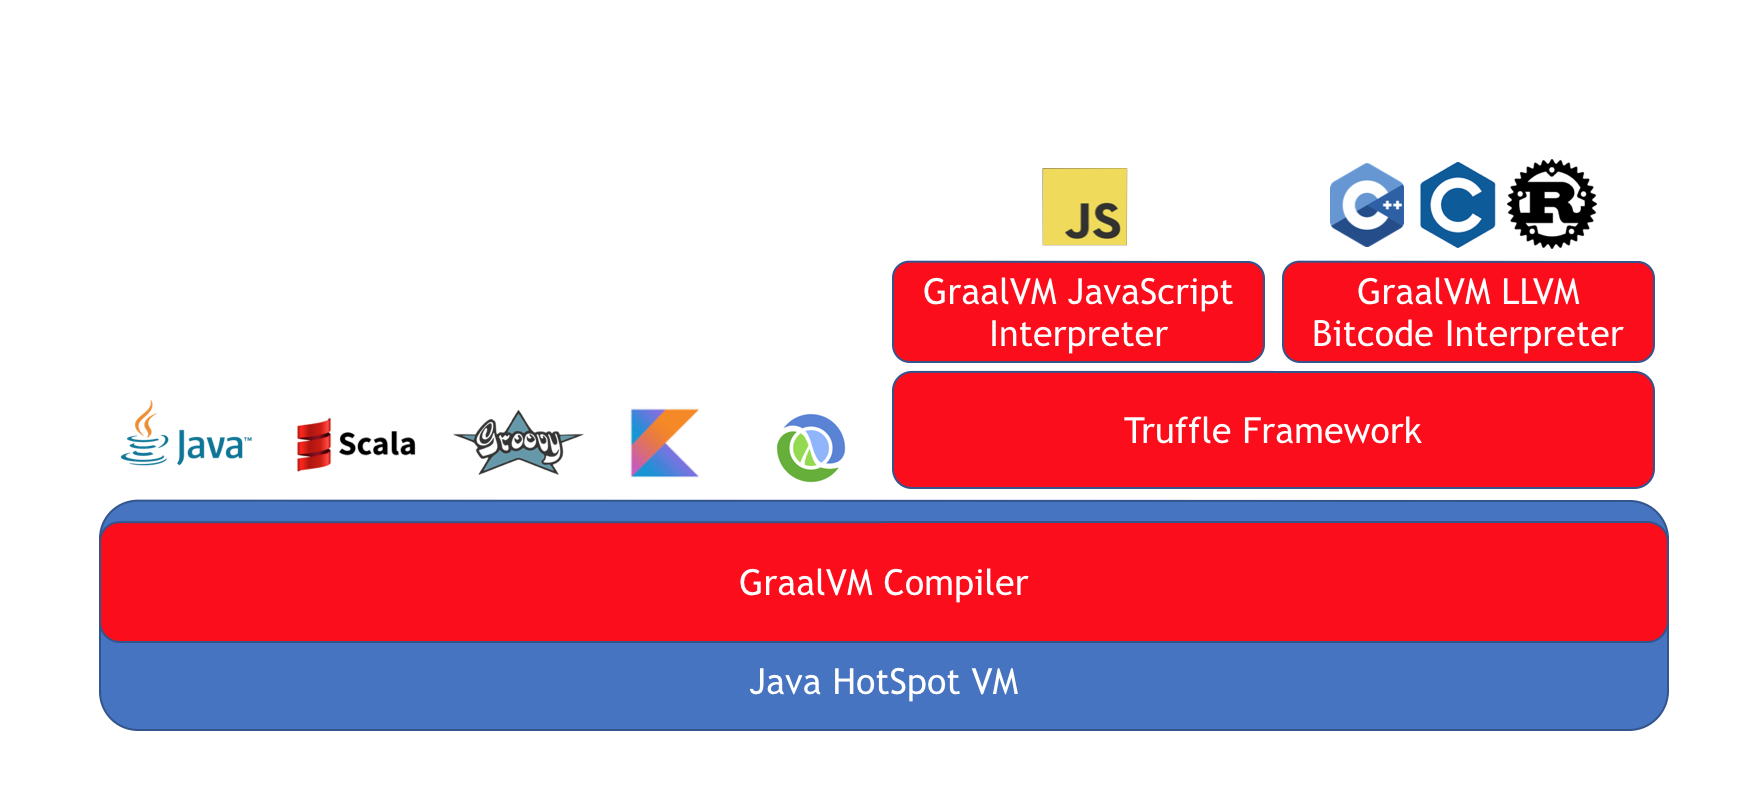 JS
C++
C
R
GraalVM JavaScript
Interpreter
GraalVM LLVM
Bitcode Interpreter
Truffle Framework
Java™
Scala
Groovy
GraalVM Compiler
Java HotSpot VM